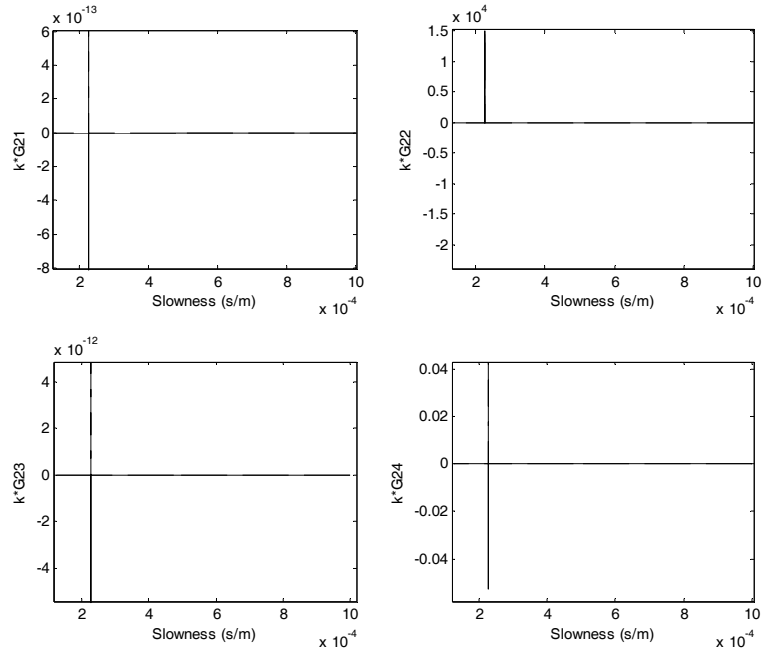 x 10-13
6
4
2
0
-2
-4
-6
-8
k*G21
2 4 6 8 10
Slowness (s/m)
x 10-4
x 104
1.5
1
0.5
0
-0.5
-1
-1.5
-2
k*G22
2 4 6 8 10
Slowness (s/m)
x 10-4
x 10-12
4
2
0
-2
-4
k*G23
2 4 6 8 10
Slowness (s/m)
x 10-4
0.04
0.02
0
-0.02
-0.04
k*G24
2 4 6 8 10
Slowness (s/m)
x 10-4